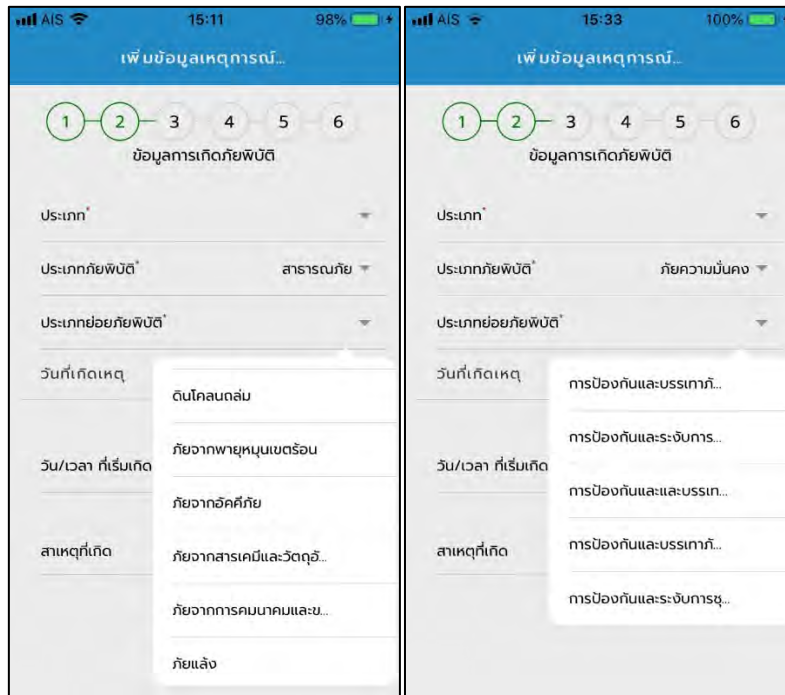 AIS 15:11 98%
เพิ่มข้อมูลเหตุการณ์...
1 2 3 4 5 6
ข้อมูลการเกิดภัยพิบัติ
ประเภท*
ประเภทภัยพิบัติ* สาธารณภัย
ประเภทย่อยภัยพิบัติ*
วันที่เกิดเหตุ
ดินโคลนถล่ม
ภัยจากพายุหมุนเขตร้อน
วัน/เวลา ที่เริ่มเกิด
ภัยจากอัคคีภัย
สาเหตุที่เกิด
ภัยจากสารเคมีและวัตถุอั...
ภัยจากการคมนาคมและข...
ภัยแล้ง
AIS 15:33 100%
เพิ่มข้อมูลเหตุการณ์...
1 2 3 4 5 6
ข้อมูลการเกิดภัยพิบัติ
ประเภท*
ประเภทภัยพิบัติ* ภัยความมั่นคง
ประเภทย่อยภัยพิบัติ*
วันที่เกิดเหตุ
การป้องกันและบรรเทาภั...
การป้องกันและระงับการ...
วัน/เวลา ที่เริ่มเกิด
การป้องกันและและบรรเท...
สาเหตุที่เกิด
การป้องกันและบรรเทาภั...
การป้องกันและระงับการชุ...